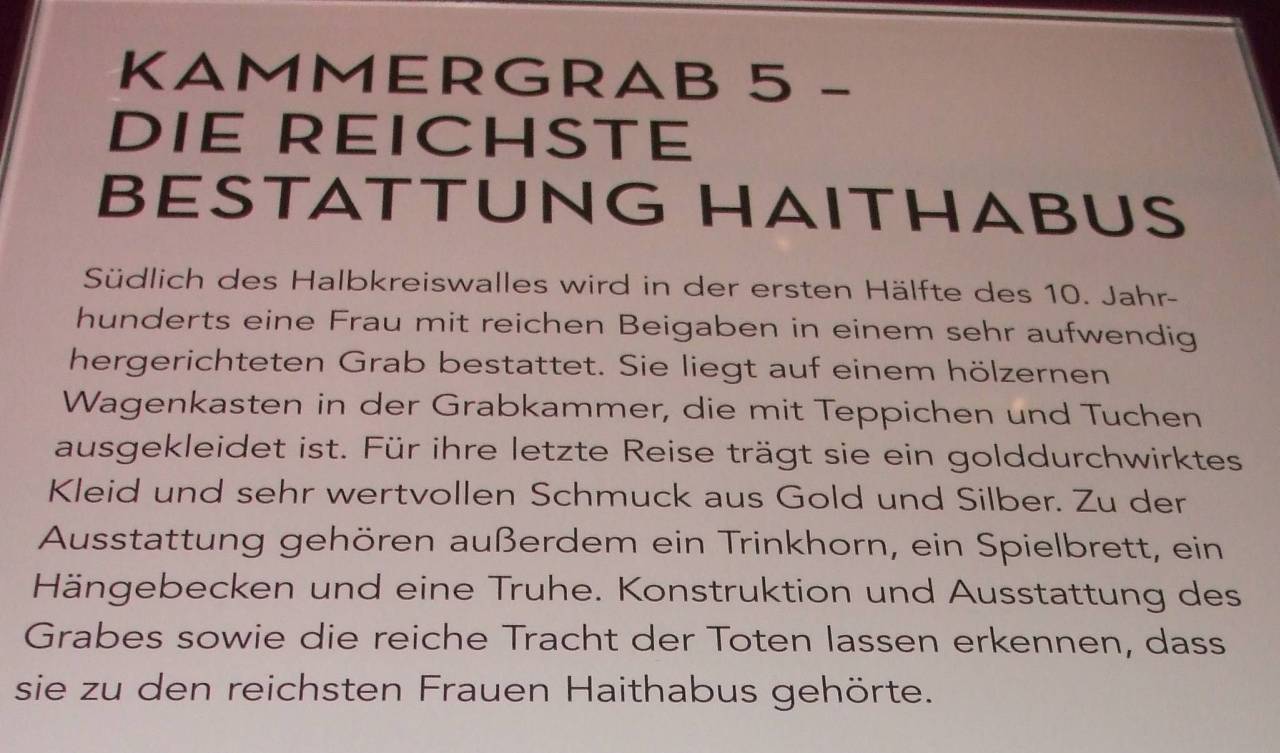 KAMMERGRAB 5 –
DIE REICHSTE
BESTATTUNG HAITHABUS
Südlich des Halbkreiswalles wird in der ersten Hälfte des 10. Jahr-
hunderts eine Frau mit reichen Beigaben in einem sehr aufwendig
hergerichteten Grab bestattet. Sie liegt auf einem hölzernen
Wagenkasten in der Grabkammer, die mit Teppichen und Tuchen
ausgekleidet ist. Für ihre letzte Reise trägt sie ein golddurchwirktes
Kleid und sehr wertvollen Schmuck aus Gold und Silber. Zu der
Ausstattung gehören außerdem ein Trinkhorn, ein Spielbrett, ein
Hängebecken und eine Truhe. Konstruktion und Ausstattung des
Grabes sowie die reiche Tracht der Toten lassen erkennen, dass
sie zu den reichsten Frauen Haithabus gehörte.